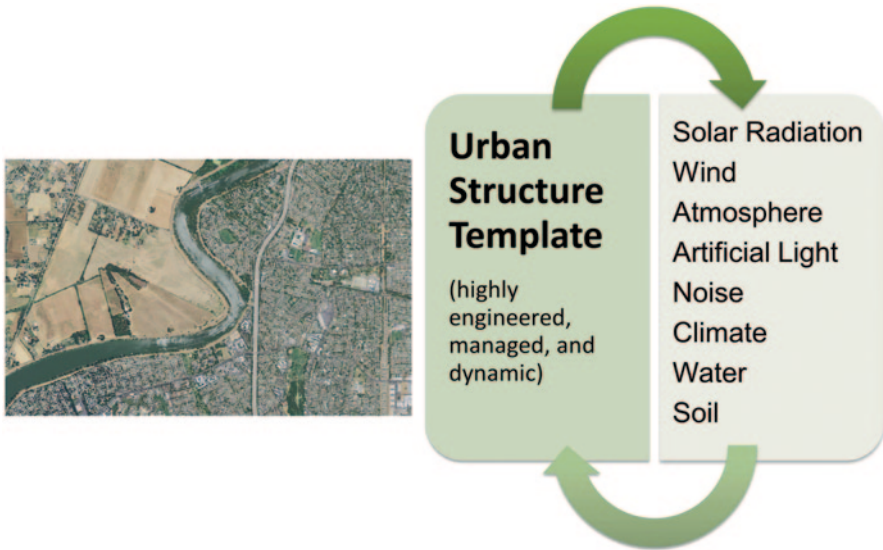 Urban
Structure
Template
(highly
engineered,
managed, and
dynamic)
Solar Radiation
Wind
Atmosphere
Artificial Light
Noise
Climate
Water
Soil